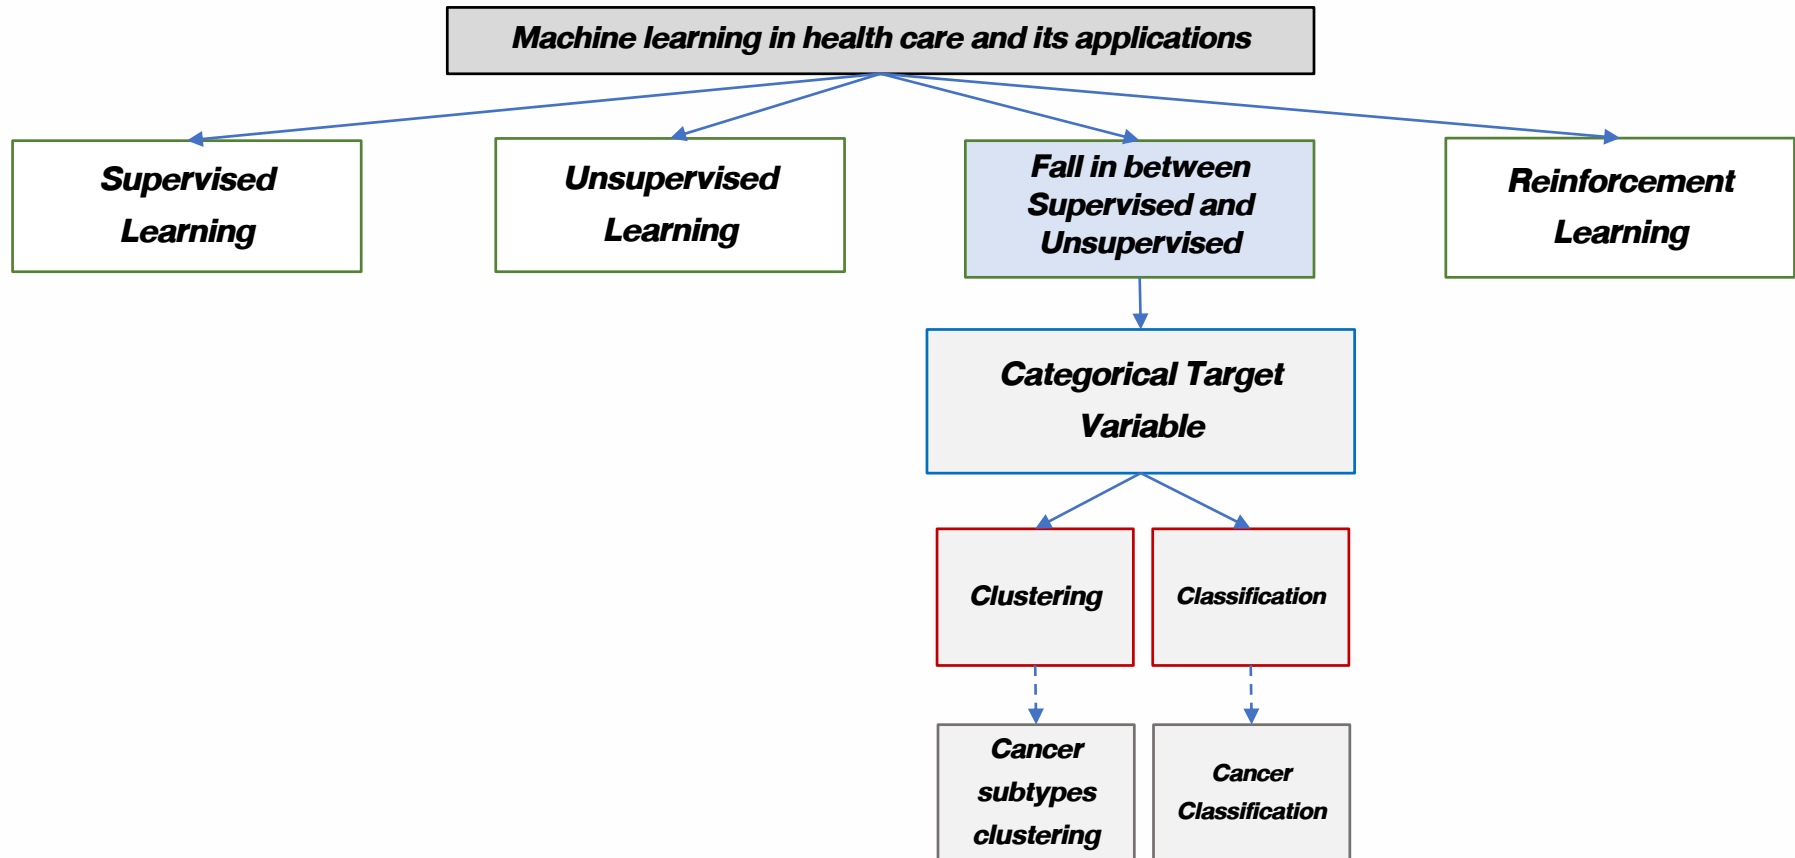 Machine learning in health care and its applications
Supervised
Learning
Unsupervised
Learning
Fall in between
Supervised and
Unsupervised
Reinforcement
Learning
Categorical Target
Variable
Clustering
Classification
Cancer
subtypes
clustering
Cancer
Classification